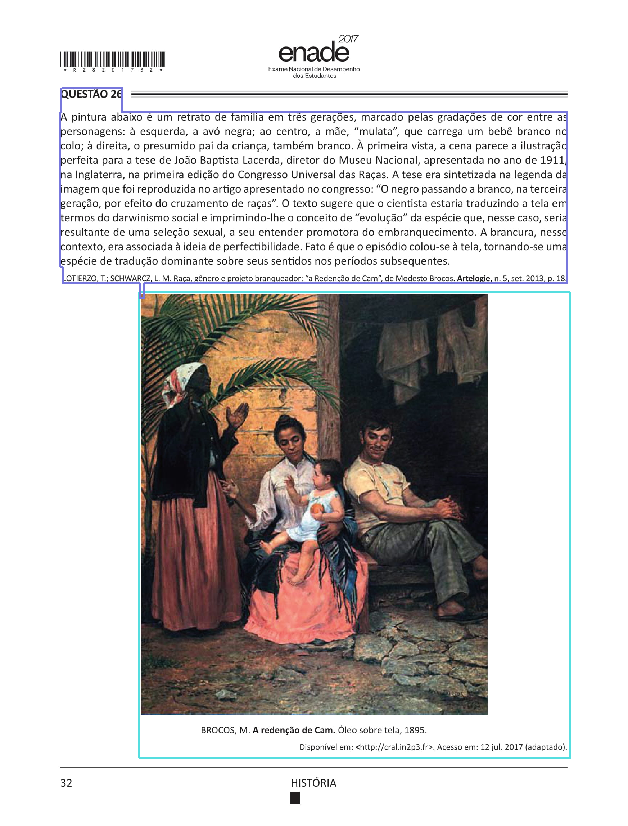 2017
enade
Exame Nacional de Desempenho
dos Estudantes
QUESTÃO 26
A pintura abaixo é um retrato de família em três gerações, marcado pelas gradações de cor entre as
personagens: à esquerda, a avó negra; ao centro, a mãe, “mulata”, que carrega um bebê branco no
colo; à direita, o presumido pai da criança, também branco. À primeira vista, a cena parece a ilustração
perfeita para a tese de João Baptista Lacerda, diretor do Museu Nacional, apresentada no ano de 1911,
na Inglaterra, na primeira edição do Congresso Universal das Raças. A tese era sintetizada na legenda da
imagem que foi reproduzida no artigo apresentado no congresso: “O negro passando a branco, na terceira
geração, por efeito do cruzamento de raças”. O texto sugere que o cientista estaria traduzindo a tela em
termos do darwinismo social e imprimindo-lhe o conceito de “evolução” da espécie que, nesse caso, seria
resultante de uma seleção sexual, a seu entender promotora do embranquecimento. A brancura, nesse
contexto, era associada à ideia de perfectibilidade. Fato é que o episódio colou-se à tela, tornando-se uma
espécie de tradução dominante sobre seus sentidos nos períodos subsequentes.
LOTIERZO, T.; SCHWARCZ, L. M. Raça, gênero e projeto branqueador: “a Redenção de Cam”, de Modesto Brocos. Artelogie, n. 5, set. 2013, p. 18.
BROCOS, M. A redenção de Cam. Óleo sobre tela, 1895.
Disponível em: <http://cral.in2p3.fr>. Acesso em: 12 jul. 2017 (adaptado).
32 HISTÓRIA